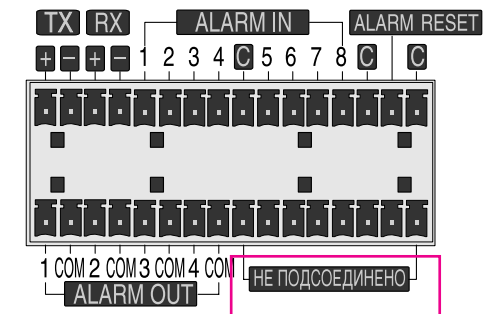 TX RX ALARM IN ALARM RESET
+ − + − 1 2 3 4 C 5 6 7 8 C C
1 COM 2 COM 3 COM 4 COM НЕ ПОДСОЕДИНЕНО
ALARM OUT